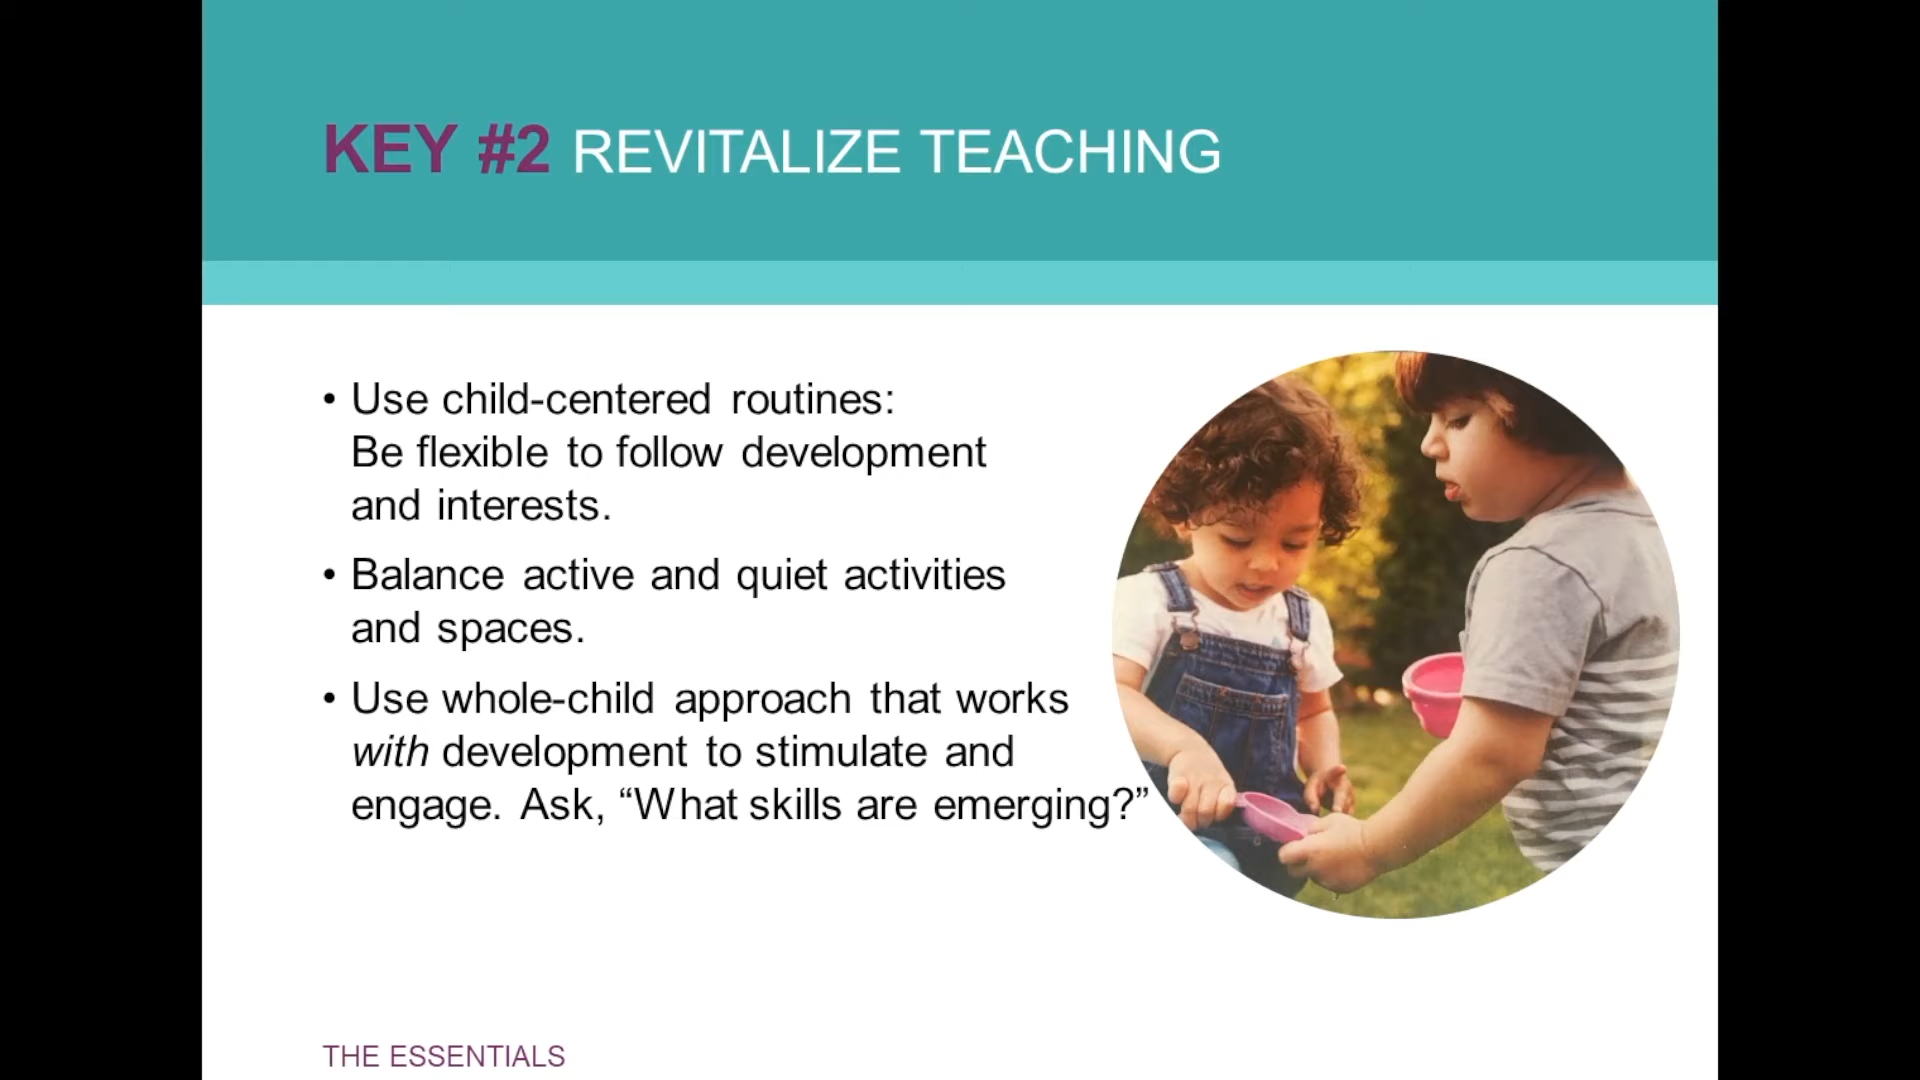 KEY #2 REVITALIZE TEACHING
• Use child-centered routines:
Be flexible to follow development
and interests.
• Balance active and quiet activities
and spaces.
• Use whole-child approach that works
with development to stimulate and
engage. Ask, “What skills are emerging?”
THE ESSENTIALS